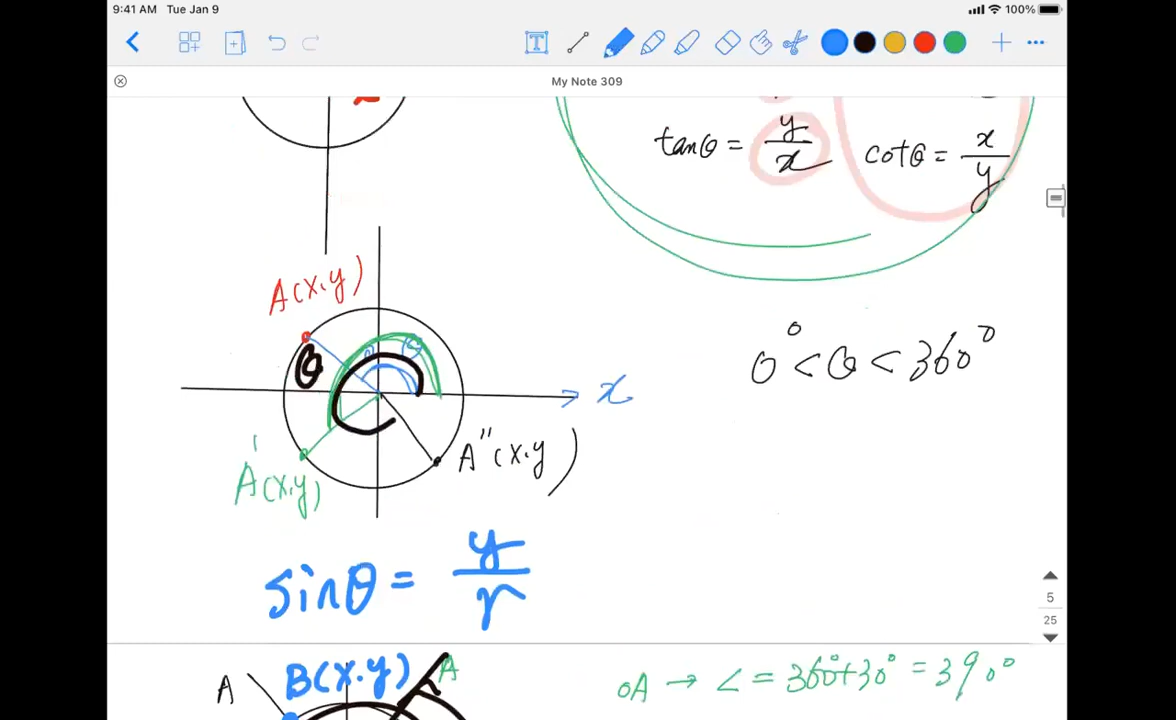 9:41 AM Tue Jan 9
100%
My Note 309
tanθ = y/x
cotθ = x/y
A(x,y)
θ
0° < θ < 360°
x
A''(x,y)
A'(x,y)
sinθ = y/r
B(x,y)
A
A
OA → ∠ = 360°+30° = 390°
5
25